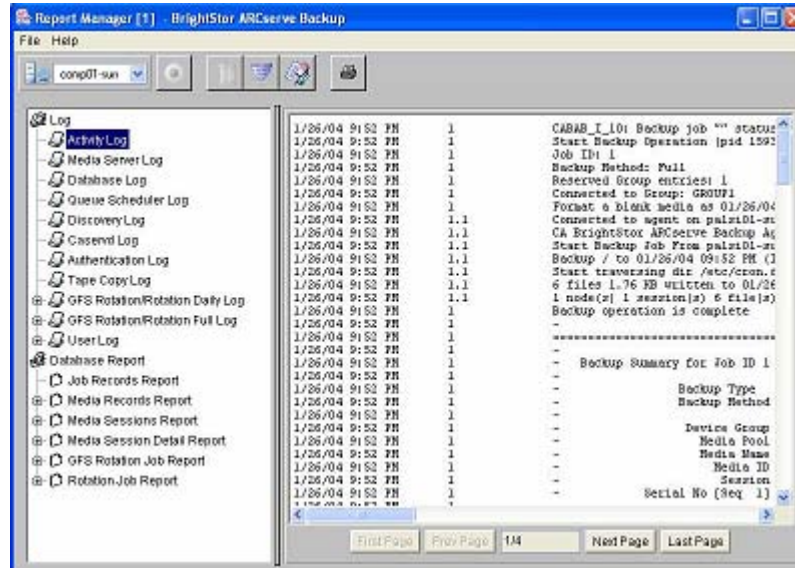 Report Manager [1] - BrightStor ARCserve Backup
File Help
comp01-sun
Log
Activity Log
Media Server Log
Database Log
Queue Scheduler Log
Discovery Log
Caservd Log
Authentication Log
Tape Copy Log
GFS Rotation/Rotation Daily Log
GFS Rotation/Rotation Full Log
User Log
Database Report
Job Records Report
Media Records Report
Media Sessions Report
Media Session Detail Report
GFS Rotation Job Report
Rotation Job Report
1/26/04 9:52 PM 1 CABAB_I_10: Backup job "" status
1/26/04 9:52 PM 1 Start Backup Operation (pid 1593
1/26/04 9:52 PM 1 Job ID: 1
1/26/04 9:52 PM 1 Backup Method: Full
1/26/04 9:52 PM 1 Reserved Group entries: 1
1/26/04 9:52 PM 1 Connected to Group: GROUP1
1/26/04 9:52 PM 1 Format a blank media as 01/26/04
1/26/04 9:52 PM 1.1 Connected to agent on palzi01-su
1/26/04 9:52 PM 1.1 CA BrightStor ARCserve Backup Ag
1/26/04 9:52 PM 1.1 Start Backup Job From palzi01-su
1/26/04 9:52 PM 1.1 Backup / to 01/26/04 09:52 PM (I
1/26/04 9:52 PM 1.1 Start traversing dir /etc/cron.
1/26/04 9:52 PM 1.1 6 files 1.76 KB written to 01/26
1/26/04 9:52 PM 1.1 1 node(s) 1 session(s) 6 file(s)
1/26/04 9:52 PM 1 Backup operation is complete
1/26/04 9:52 PM 1 -
1/26/04 9:52 PM 1
1/26/04 9:52 PM 1 -
1/26/04 9:52 PM 1 - Backup Summary for Job ID 1
1/26/04 9:52 PM 1 -
1/26/04 9:52 PM 1 - Backup Type
1/26/04 9:52 PM 1 - Backup Method
1/26/04 9:52 PM 1 -
1/26/04 9:52 PM 1 - Device Group
1/26/04 9:52 PM 1 - Media Pool
1/26/04 9:52 PM 1 - Media Name
1/26/04 9:52 PM 1 - Media ID
1/26/04 9:52 PM 1 - Session
1/26/04 9:52 PM 1 - Serial No [Seq 1]
First Page Prev Page 1/4 Next Page Last Page